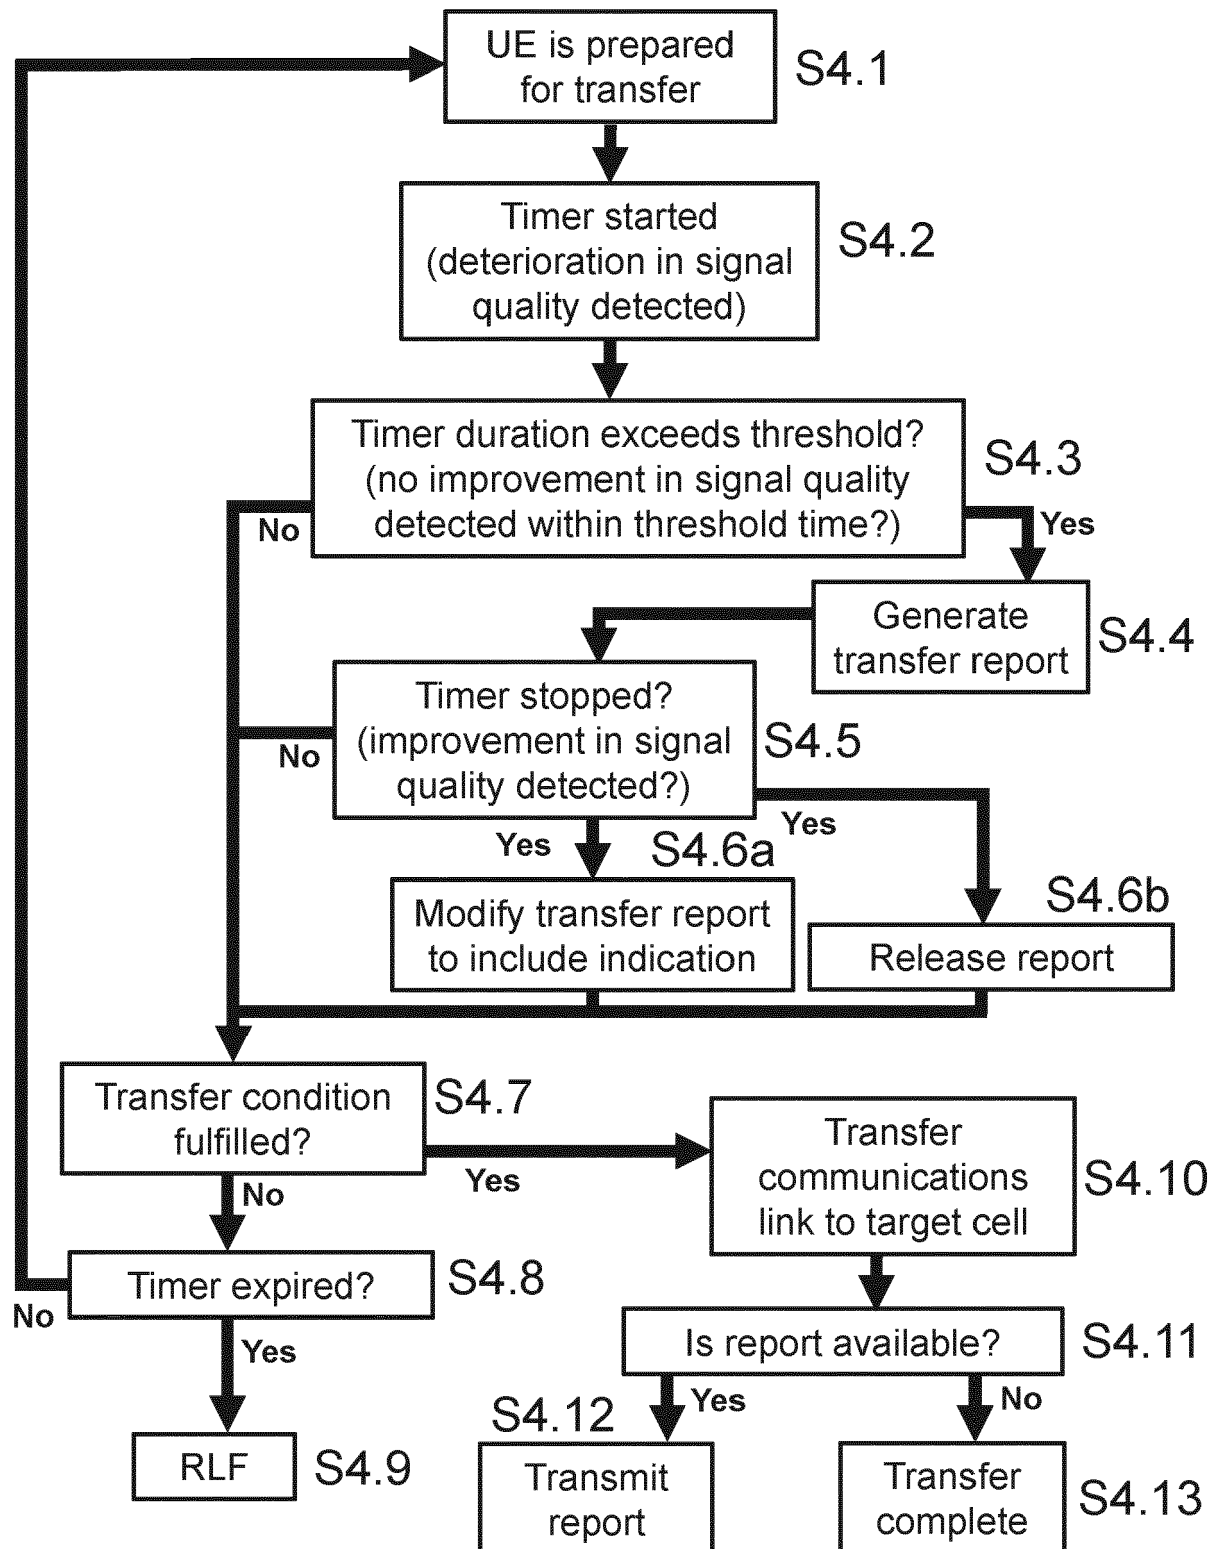 UE is prepared
for transfer
S4.1
Timer started
(deterioration in signal
quality detected)
S4.2
Timer duration exceeds threshold?
(no improvement in signal quality
detected within threshold time?)
S4.3
No
Yes
Generate
transfer report
S4.4
Timer stopped?
(improvement in signal
quality detected?)
S4.5
No
Yes
Yes
S4.6a
Modify transfer report
to include indication
S4.6b
Release report
Transfer condition
fulfilled?
S4.7
Yes
No
Transfer
communications
link to target cell
S4.10
Timer expired?
S4.8
No
Yes
Is report available?
S4.11
Yes
No
RLF
S4.9
S4.12
Transmit
report
Transfer
complete
S4.13